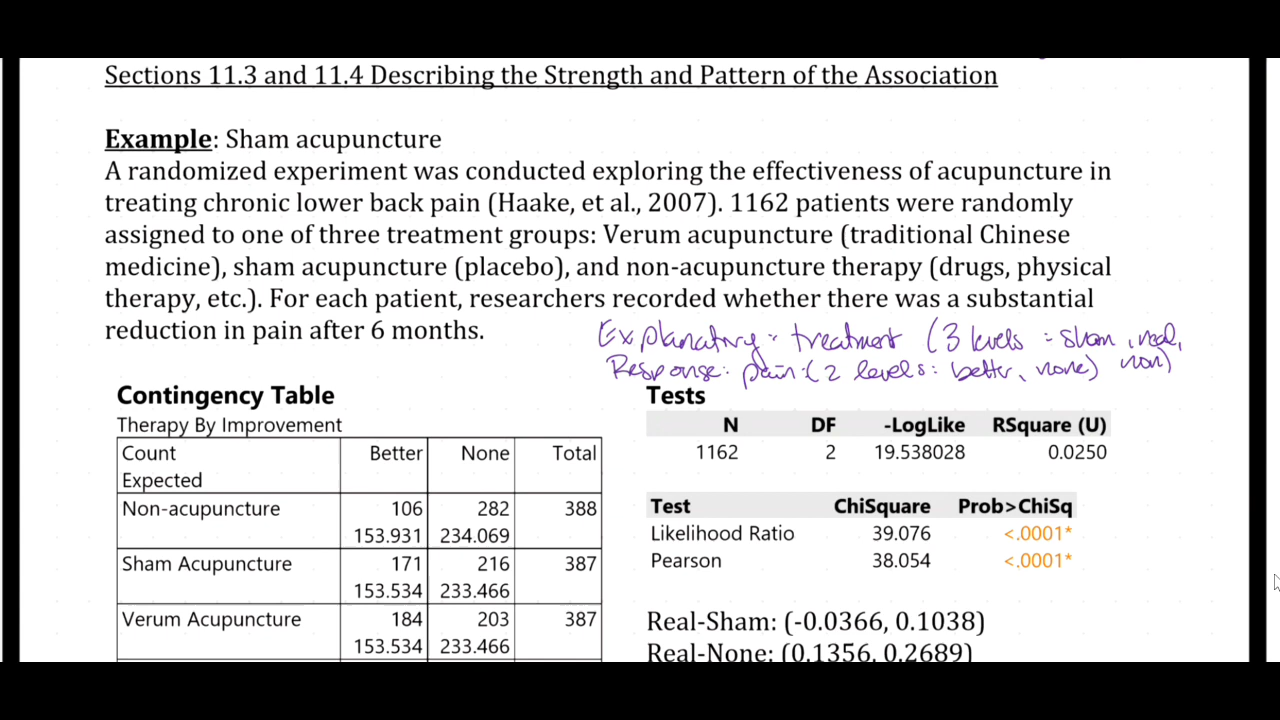 Sections 11.3 and 11.4 Describing the Strength and Pattern of the Association
Example: Sham acupuncture
A randomized experiment was conducted exploring the effectiveness of acupuncture in
treating chronic lower back pain (Haake, et al., 2007). 1162 patients were randomly
assigned to one of three treatment groups: Verum acupuncture (traditional Chinese
medicine), sham acupuncture (placebo), and non-acupuncture therapy (drugs, physical
therapy, etc.). For each patient, researchers recorded whether there was a substantial
reduction in pain after 6 months.
Explanatory: treatment (3 levels: sham, real,
non)
Response: pain (2 levels: better, none)
Contingency Table
Therapy By Improvement
Count Better None Total
Expected
Non-acupuncture 106 282 388
153.931 234.069
Sham Acupuncture 171 216 387
153.534 233.466
Verum Acupuncture 184 203 387
153.534 233.466
Tests
N DF -LogLike RSquare (U)
1162 2 19.538028 0.0250
Test ChiSquare Prob>ChiSq
Likelihood Ratio 39.076 <.0001*
Pearson 38.054 <.0001*
Real-Sham: (-0.0366, 0.1038)
Real-None: (0.1356, 0.2689)